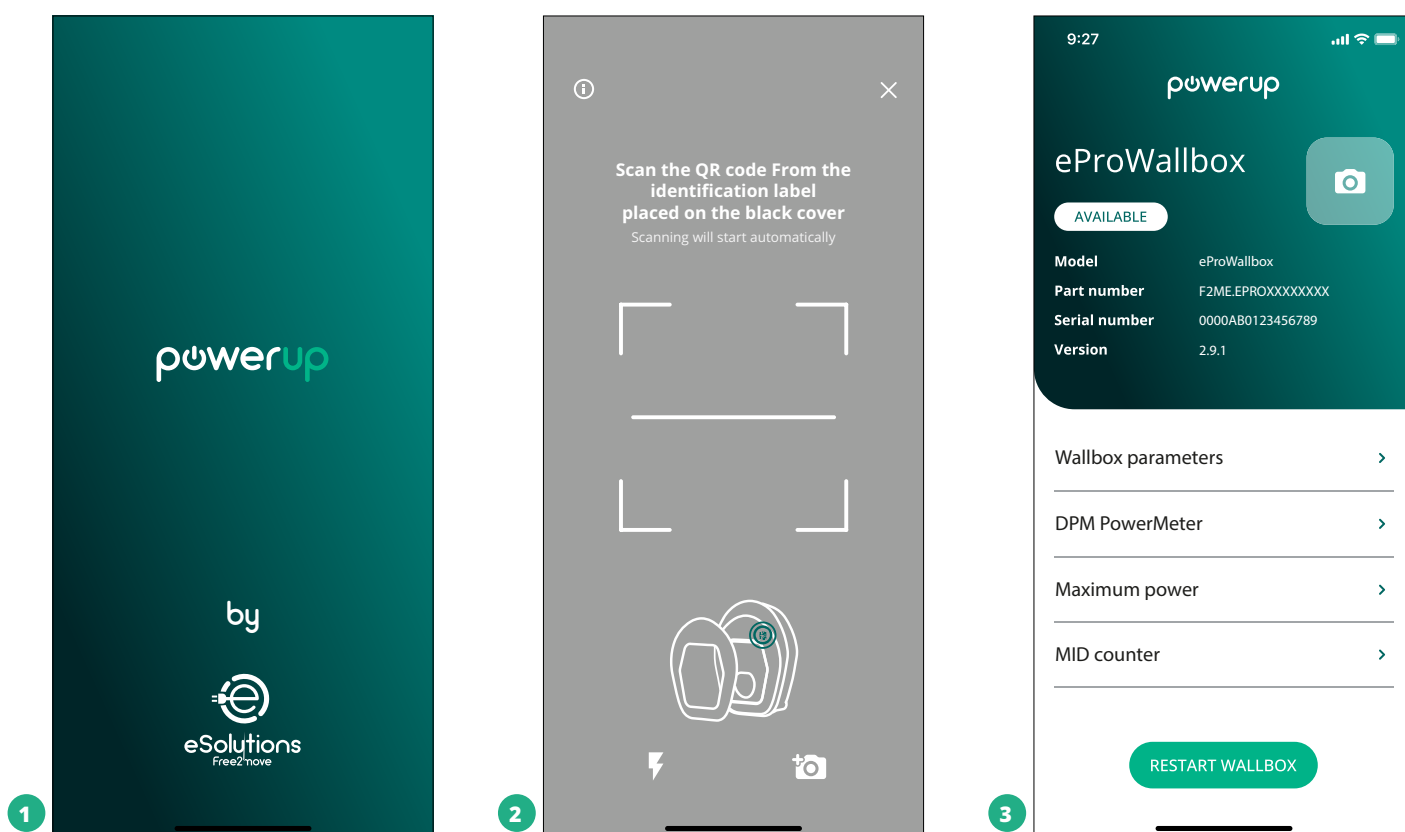 powerup
by
eSolutions
Free2move
1
Scan the QR code From the
identification label
placed on the black cover
Scanning will start automatically
2
9:27
powerup
eProWallbox
AVAILABLE
Model eProWallbox
Part number F2ME.EPROXXXXXXXX
Serial number 0000AB0123456789
Version 2.9.1
Wallbox parameters
DPM PowerMeter
Maximum power
MID counter
RESTART WALLBOX
3